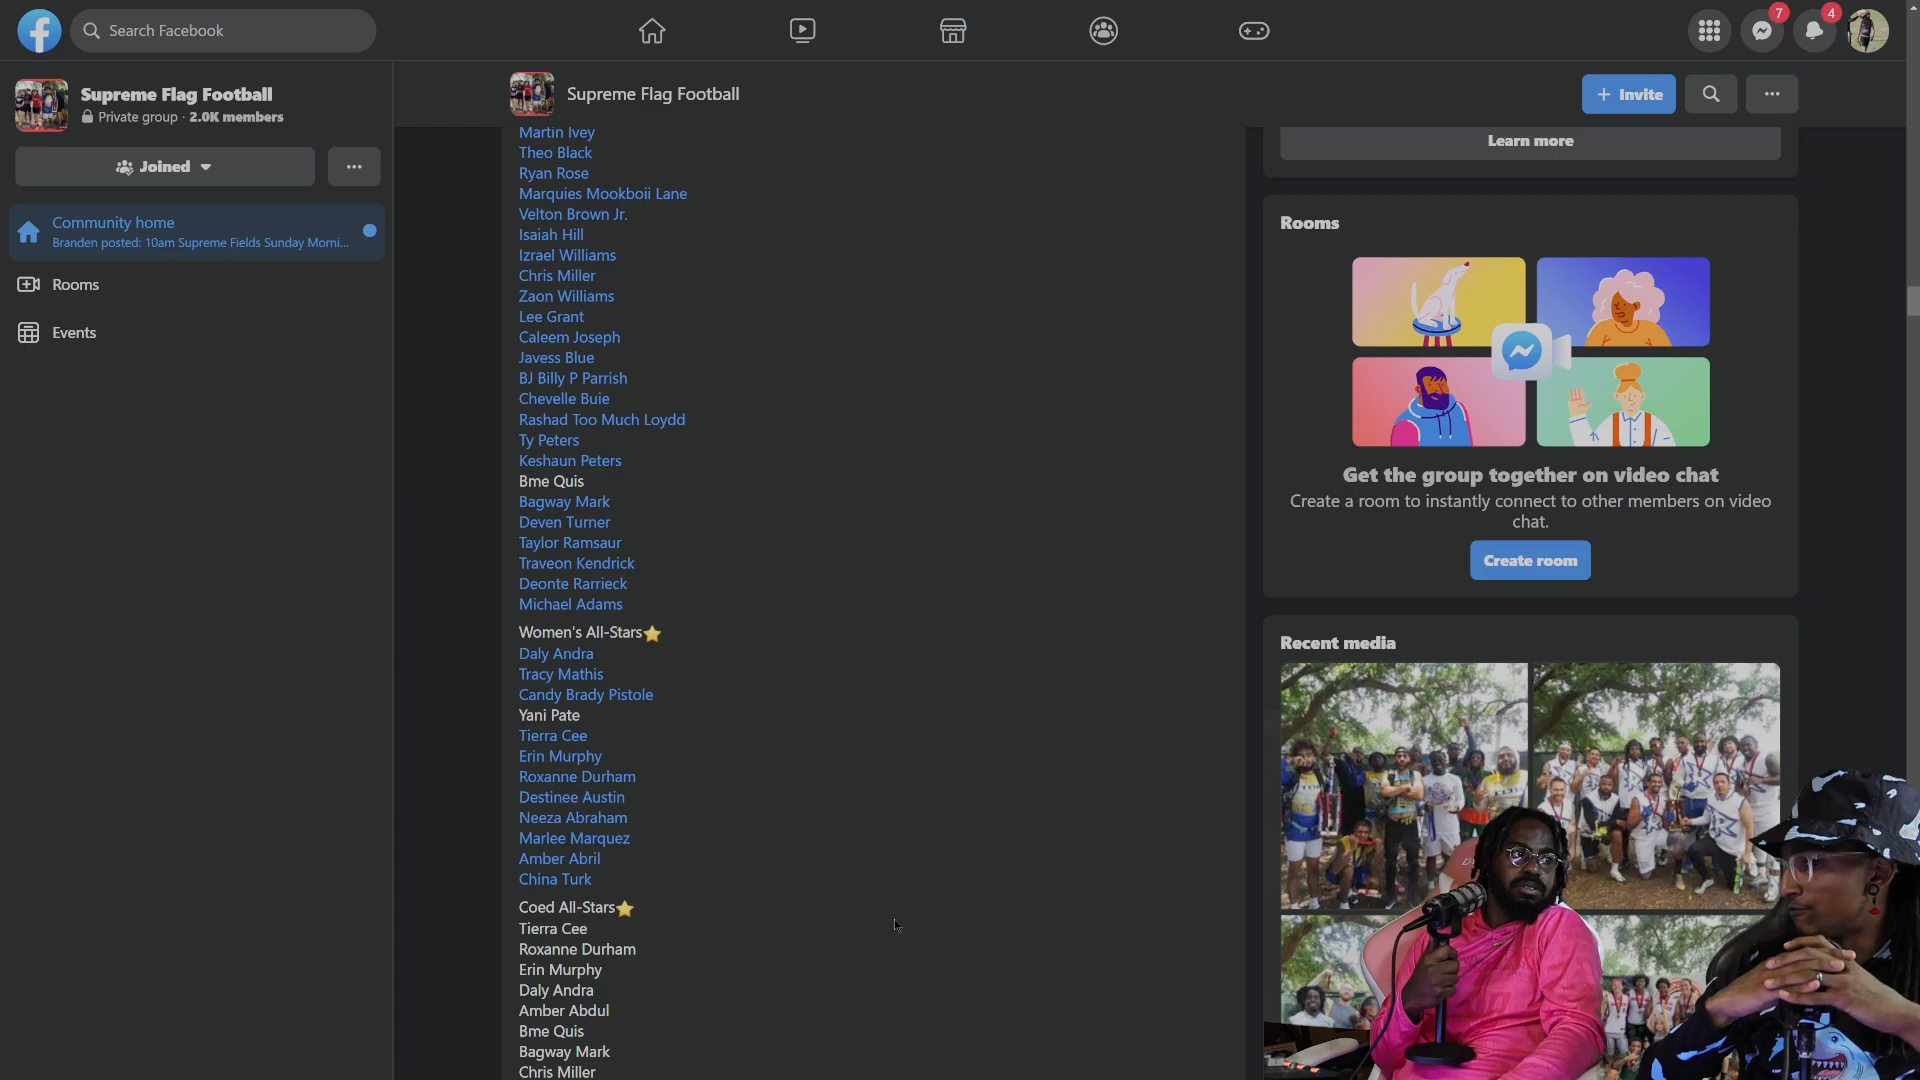 Search Facebook
7
4
Supreme Flag Football
Private group · 2.0K members
Joined
Community home
Branden posted: 10am Supreme Fields Sunday Morni...
Rooms
Events
Supreme Flag Football
+ Invite
Martin Ivey
Theo Black
Ryan Rose
Marquies Mookboii Lane
Velton Brown Jr.
Isaiah Hill
Izrael Williams
Chris Miller
Zaon Williams
Lee Grant
Caleem Joseph
Javess Blue
BJ Billy P Parrish
Chevelle Buie
Rashad Too Much Loydd
Ty Peters
Keshaun Peters
Bme Quis
Bagway Mark
Deven Turner
Taylor Ramsaur
Traveon Kendrick
Deonte Rarrieck
Michael Adams
Women's All-Stars⭐
Daly Andra
Tracy Mathis
Candy Brady Pistole
Yani Pate
Tierra Cee
Erin Murphy
Roxanne Durham
Destinee Austin
Neeza Abraham
Marlee Marquez
Amber Abril
China Turk
Coed All-Stars⭐
Tierra Cee
Roxanne Durham
Erin Murphy
Daly Andra
Amber Abdul
Bme Quis
Bagway Mark
Chris Miller
Learn more
Rooms
Get the group together on video chat
Create a room to instantly connect to other members on video
chat.
Create room
Recent media